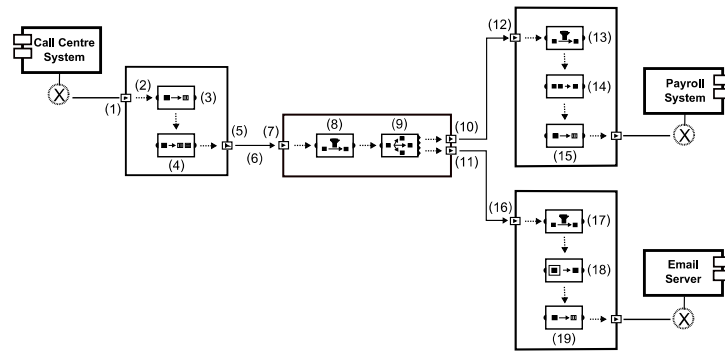 Call Centre
System
X
(1)
(2)
(3)
(4)
(5)
(6)
(7)
(8)
(9)
(10)
(11)
(12)
(13)
(14)
(15)
Payroll
System
X
(16)
(17)
(18)
(19)
Email
Server
X